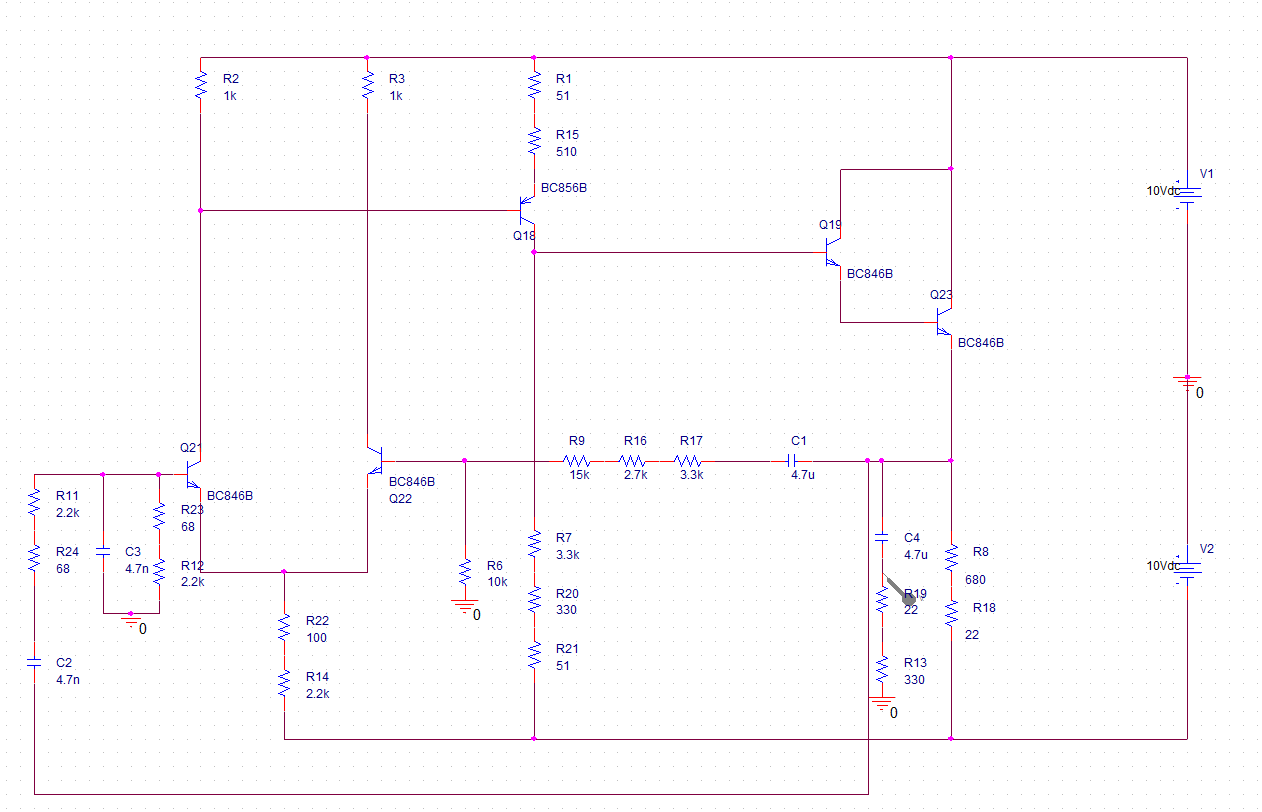 R2
1k
R3
1k
R1
51
R15
510
BC856B
Q18
V1
10Vdc
Q19
BC846B
Q23
BC846B
0
Q21
BC846B
BC846B
Q22
R9
15k
R16
2.7k
R17
3.3k
C1
4.7u
R11
2.2k
R23
68
R24
68
C3
4.7n
R12
2.2k
0
C2
4.7n
R22
100
R14
2.2k
R6
10k
0
R7
3.3k
R20
330
R21
51
C4
4.7u
R19
22
R13
330
0
R8
680
R18
22
V2
10Vdc